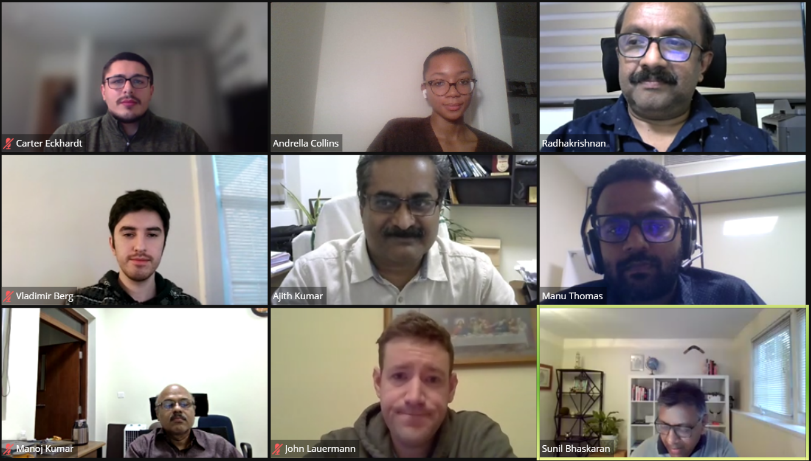 Carter Eckhardt
Andrella Collins
Radhakrishnan
Vladimir Berg
Ajith Kumar
Manu Thomas
Manoj Kumar
John Lauermann
Sunil Bhaskaran